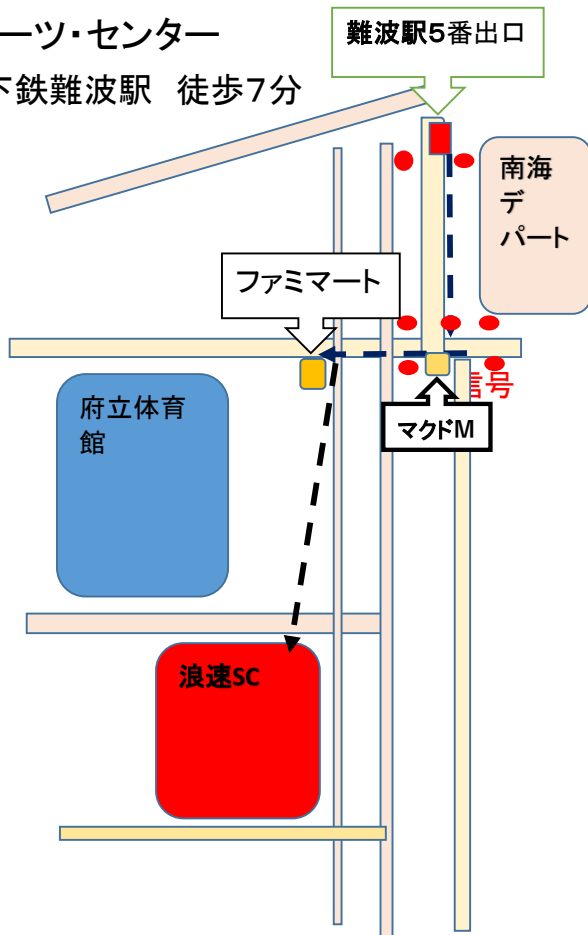 ーツ・センター
下鉄難波駅　徒歩7分
難波駅5番出口
南海
デ
パート
ファミマート
信号
府立体育
館
マクドM
浪速SC